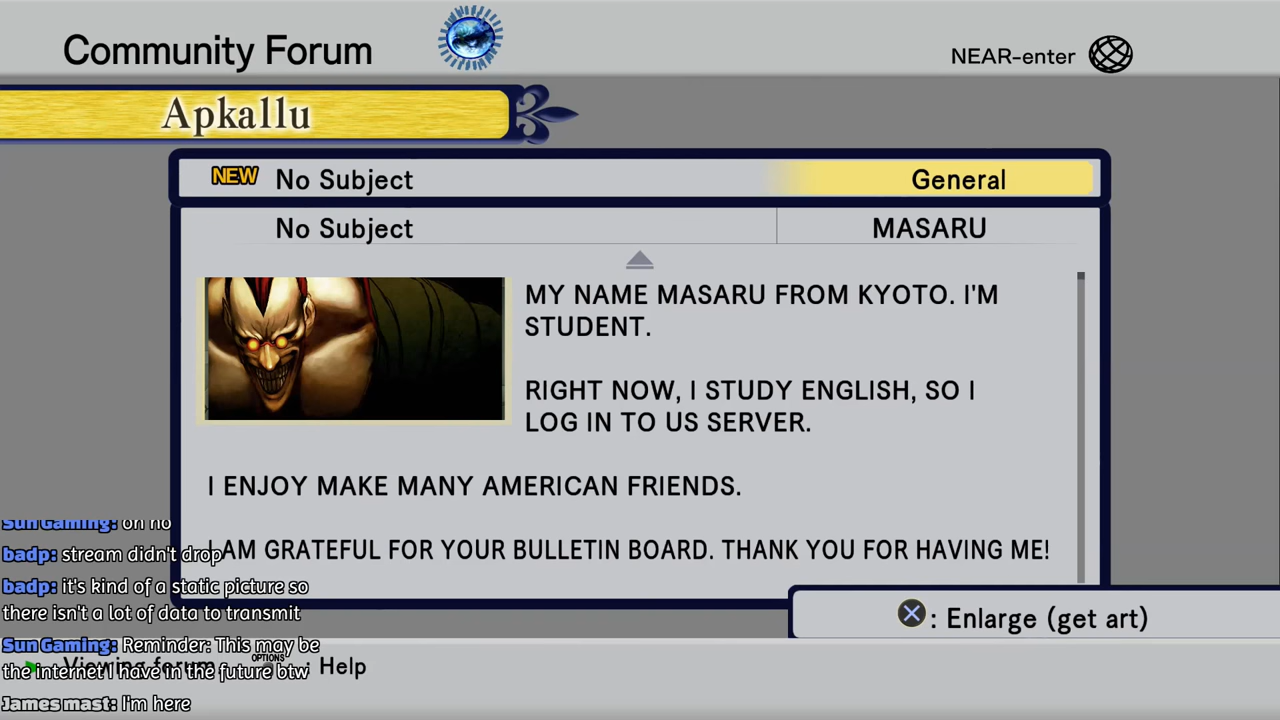 Community Forum
NEAR-enter
Apkallu
NEW No Subject General
No Subject MASARU
MY NAME MASARU FROM KYOTO. I'M
STUDENT.
RIGHT NOW, I STUDY ENGLISH, SO I
LOG IN TO US SERVER.
I ENJOY MAKE MANY AMERICAN FRIENDS.
I AM GRATEFUL FOR YOUR BULLETIN BOARD. THANK YOU FOR HAVING ME!
: Enlarge (get art)
Viewing forum OPTIONS : Help
Sun Gaming: oh no
badp: stream didn't drop
badp: it's kind of a static picture so
there isn't a lot of data to transmit
Sun Gaming: Reminder: This may be
the internet I have in the future btw
James mast: I'm here